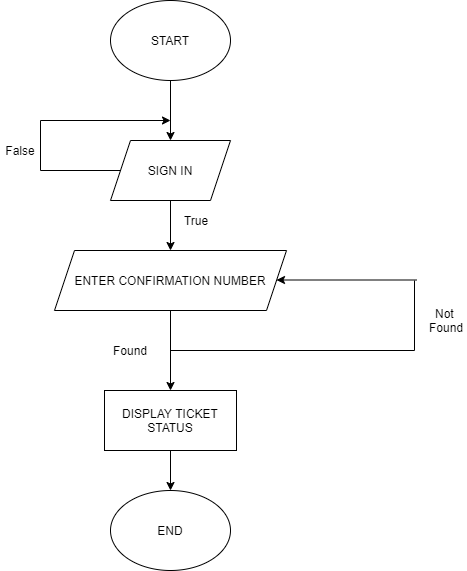 START
False
SIGN IN
True
ENTER CONFIRMATION NUMBER
Not
Found
Found
DISPLAY TICKET
STATUS
END